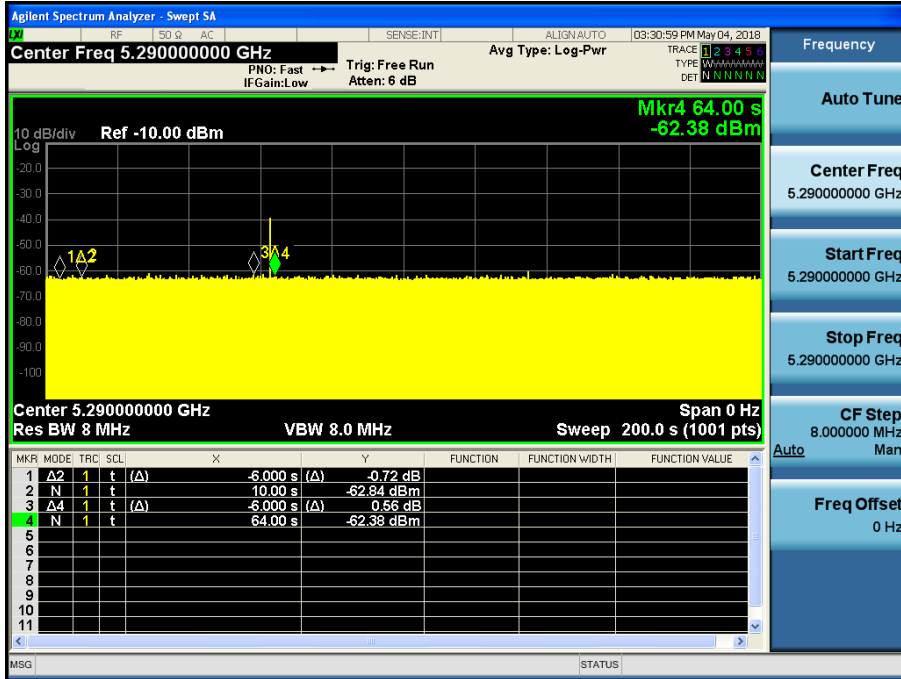 Agilent Spectrum Analyzer - Swept SA
LXI RF 50 Ω AC SENSE:INT ALIGN AUTO 03:30:59 PM May 04, 2018
Center Freq 5.290000000 GHz
PNO: Fast
IFGain:Low
Trig: Free Run
Atten: 6 dB
Avg Type: Log-Pwr
TRACE 1 2 3 4 5 6
TYPE WWWWWW
DET N N N N N N
Mkr4 64.00 s
-62.38 dBm
10 dB/div Ref -10.00 dBm
Log
-20.0
-30.0
-40.0
-50.0
-60.0
-70.0
-80.0
-90.0
-100
1Δ2
3Δ4
Center 5.290000000 GHz Span 0 Hz
Res BW 8 MHz VBW 8.0 MHz Sweep 200.0 s (1001 pts)
MKR MODE TRC SCL X Y FUNCTION FUNCTION WIDTH FUNCTION VALUE
1 Δ2 1 t (Δ) -6.000 s (Δ) -0.72 dB
2 N 1 t 10.00 s -62.84 dBm
3 Δ4 1 t (Δ) -6.000 s (Δ) 0.56 dB
4 N 1 t 64.00 s -62.38 dBm
5
6
7
8
9
10
11
MSG STATUS
Frequency
Auto Tune
Center Freq
5.290000000 GHz
Start Freq
5.290000000 GHz
Stop Freq
5.290000000 GHz
CF Step
8.000000 MHz
Auto Man
Freq Offset
0 Hz